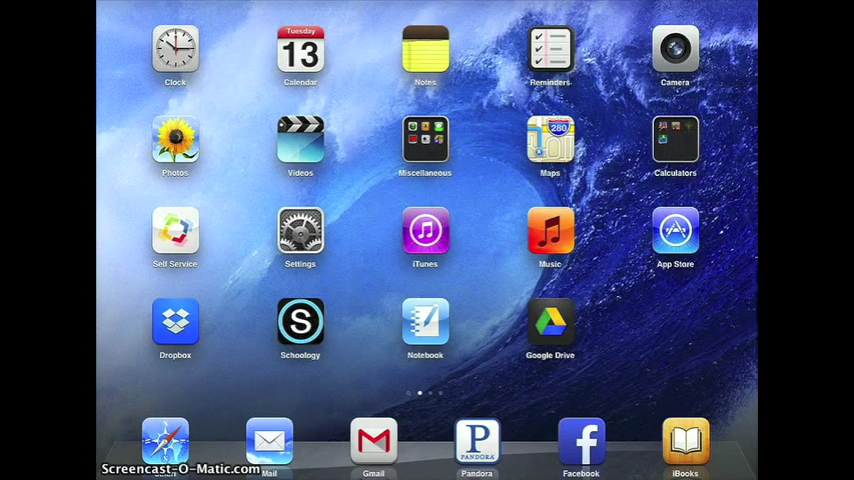 Tuesday
13
Clock
Calendar
Notes
Reminders
Camera
280
Photos
Videos
Miscellaneous
Maps
Calculators
Self Service
Settings
iTunes
Music
App Store
S
Dropbox
Schoology
Notebook
Google Drive
P
PANDORA
f
Screencast-O-Matic.com
Mail
Gmail
Pandora
Facebook
iBooks